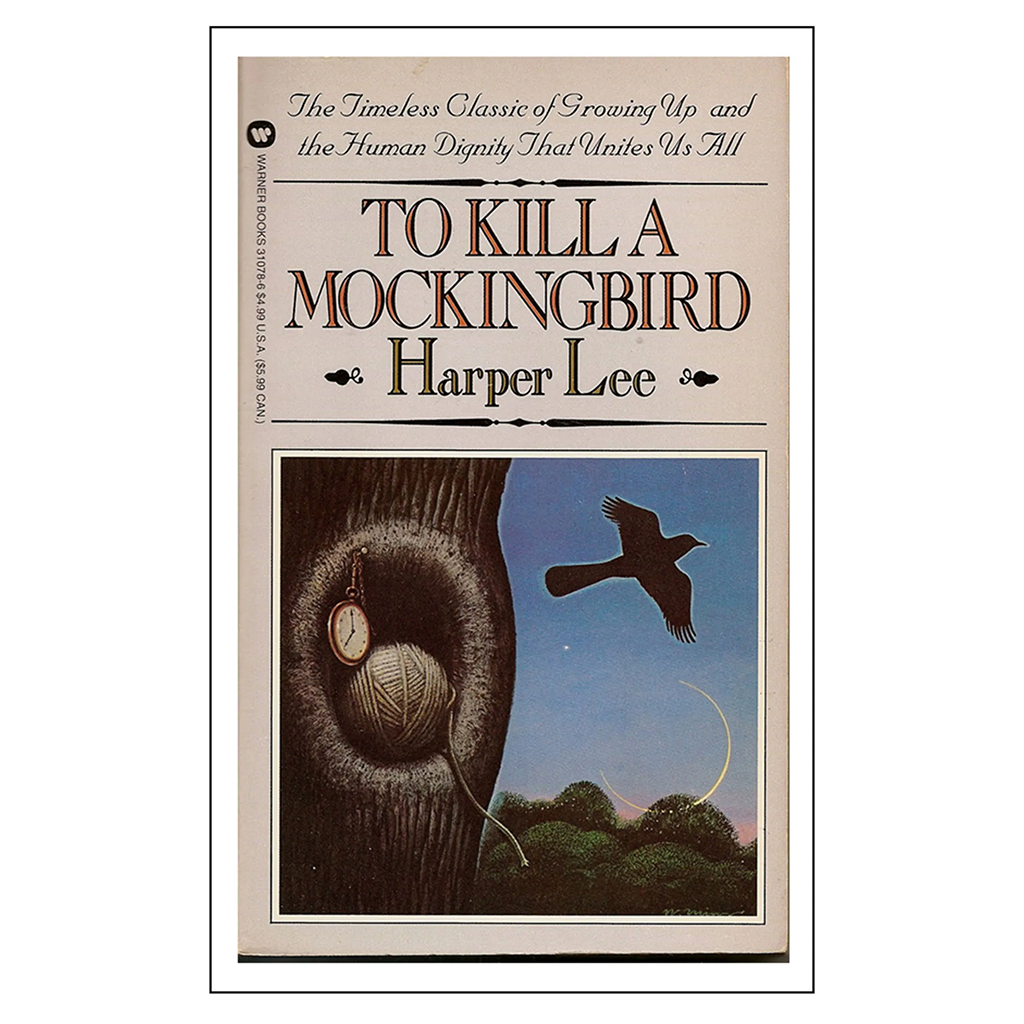 The Timeless Classic of Growing Up and
the Human Dignity That Unites Us All
WARNER BOOKS 31078-6 $4.99 U.S.A. ($5.99 CAN.)
TO KILL A
MOCKINGBIRD
Harper Lee